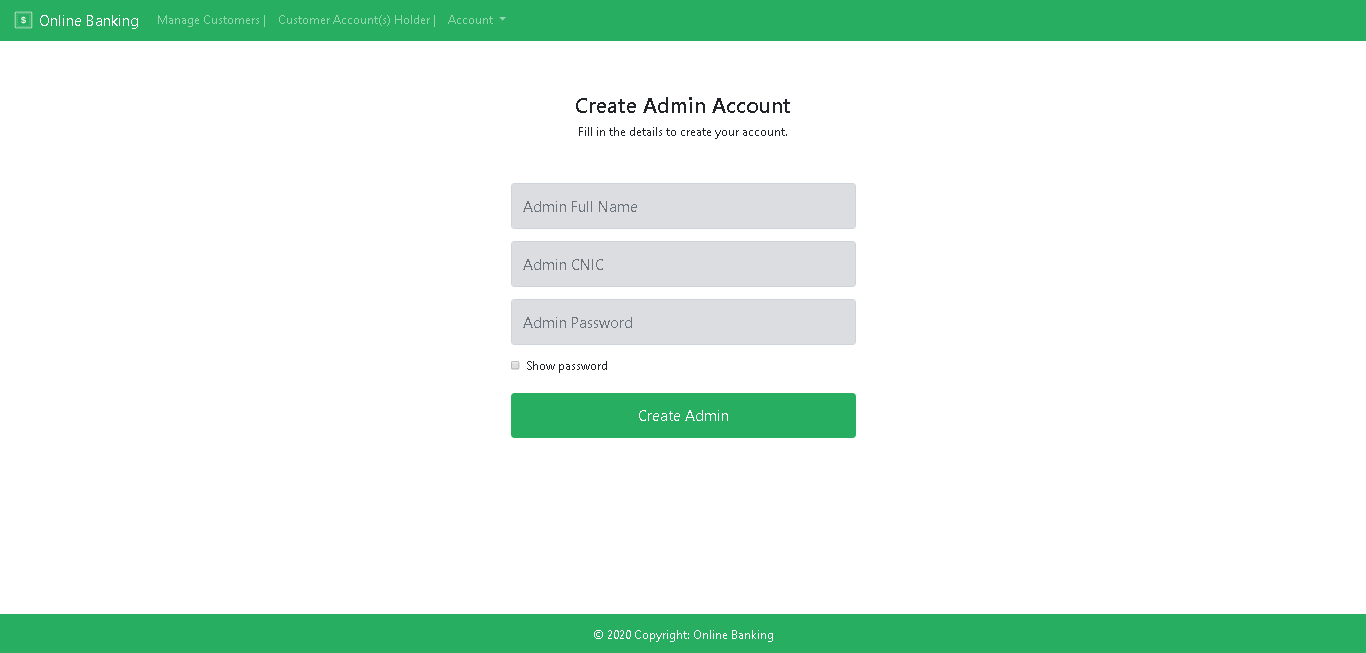 $ Online Banking Manage Customers | Customer Account(s) Holder | Account
Create Admin Account
Fill in the details to create your account.
Admin Full Name
Admin CNIC
Admin Password
Show password
Create Admin
© 2020 Copyright: Online Banking